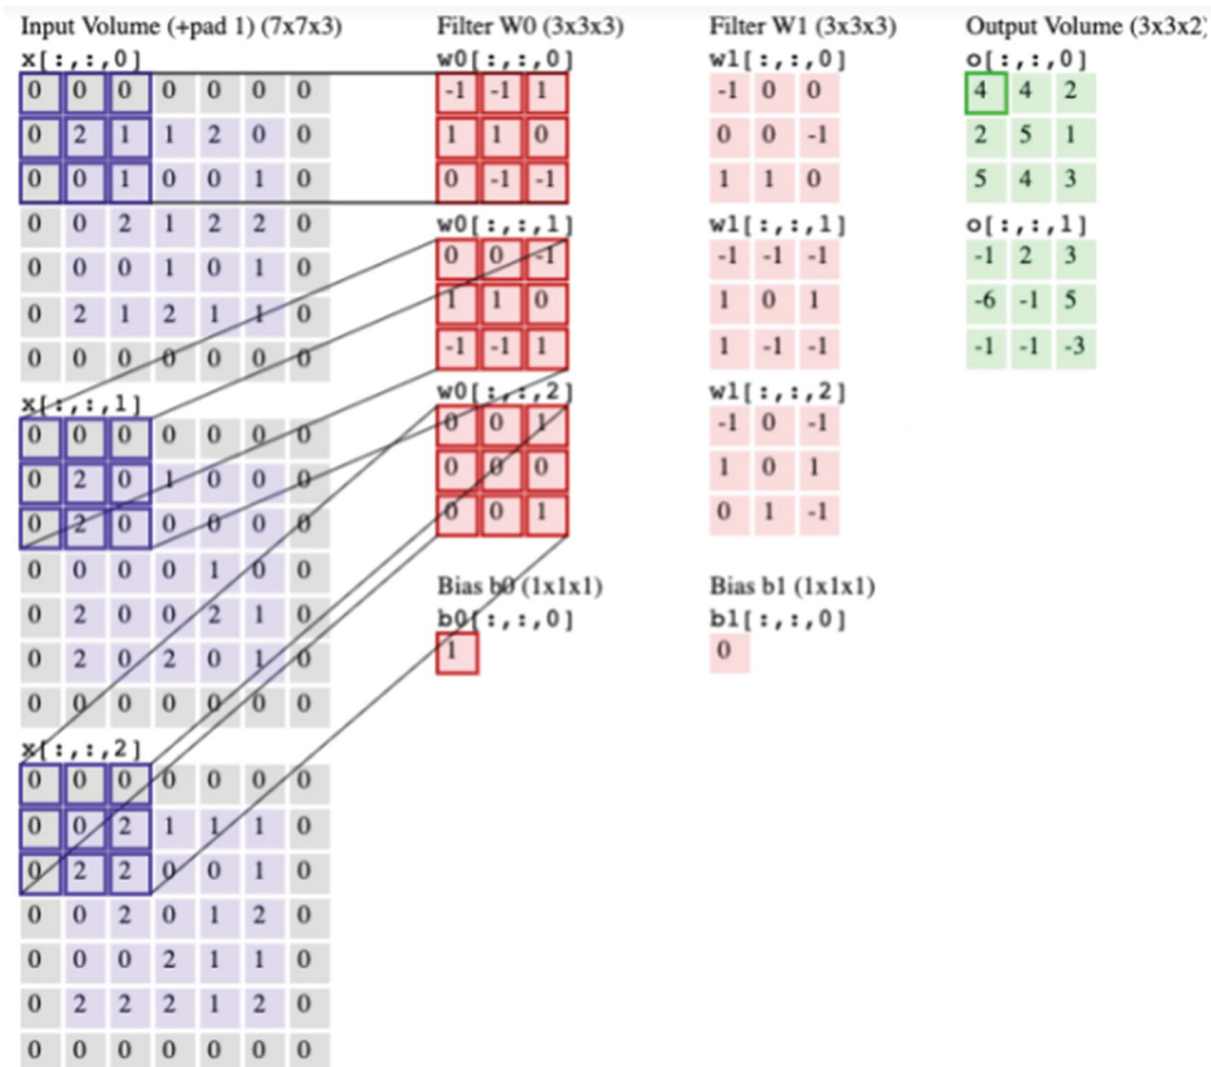 Input Volume (+pad 1) (7x7x3)
x[:,:,0]
0 0 0 0 0 0 0
0 2 1 1 2 0 0
0 0 1 0 0 1 0
0 0 2 1 2 2 0
0 0 0 1 0 1 0
0 2 1 2 1 1 0
0 0 0 0 0 0 0
x[:,:,1]
0 0 0 0 0 0 0
0 2 0 1 0 0 0
0 2 0 0 0 0 0
0 0 0 0 1 0 0
0 2 0 0 2 1 0
0 2 0 2 0 1 0
0 0 0 0 0 0 0
x[:,:,2]
0 0 0 0 0 0 0
0 0 2 1 1 1 0
0 2 2 0 0 1 0
0 0 2 0 1 2 0
0 0 0 2 1 1 0
0 2 2 2 1 2 0
0 0 0 0 0 0 0
Filter W0 (3x3x3)
w0[:,:,0]
-1 -1 1
1 1 0
0 -1 -1
w0[:,:,1]
0 0 -1
1 1 0
-1 -1 1
w0[:,:,2]
0 0 1
0 0 0
0 0 1
Bias b0 (1x1x1)
b0[:,:,0]
1
Filter W1 (3x3x3)
w1[:,:,0]
-1 0 0
0 0 -1
1 1 0
w1[:,:,1]
-1 -1 -1
1 0 1
1 -1 -1
w1[:,:,2]
-1 0 -1
1 0 1
0 1 -1
Bias b1 (1x1x1)
b1[:,:,0]
0
Output Volume (3x3x2)
o[:,:,0]
4 4 2
2 5 1
5 4 3
o[:,:,1]
-1 2 3
-6 -1 5
-1 -1 -3